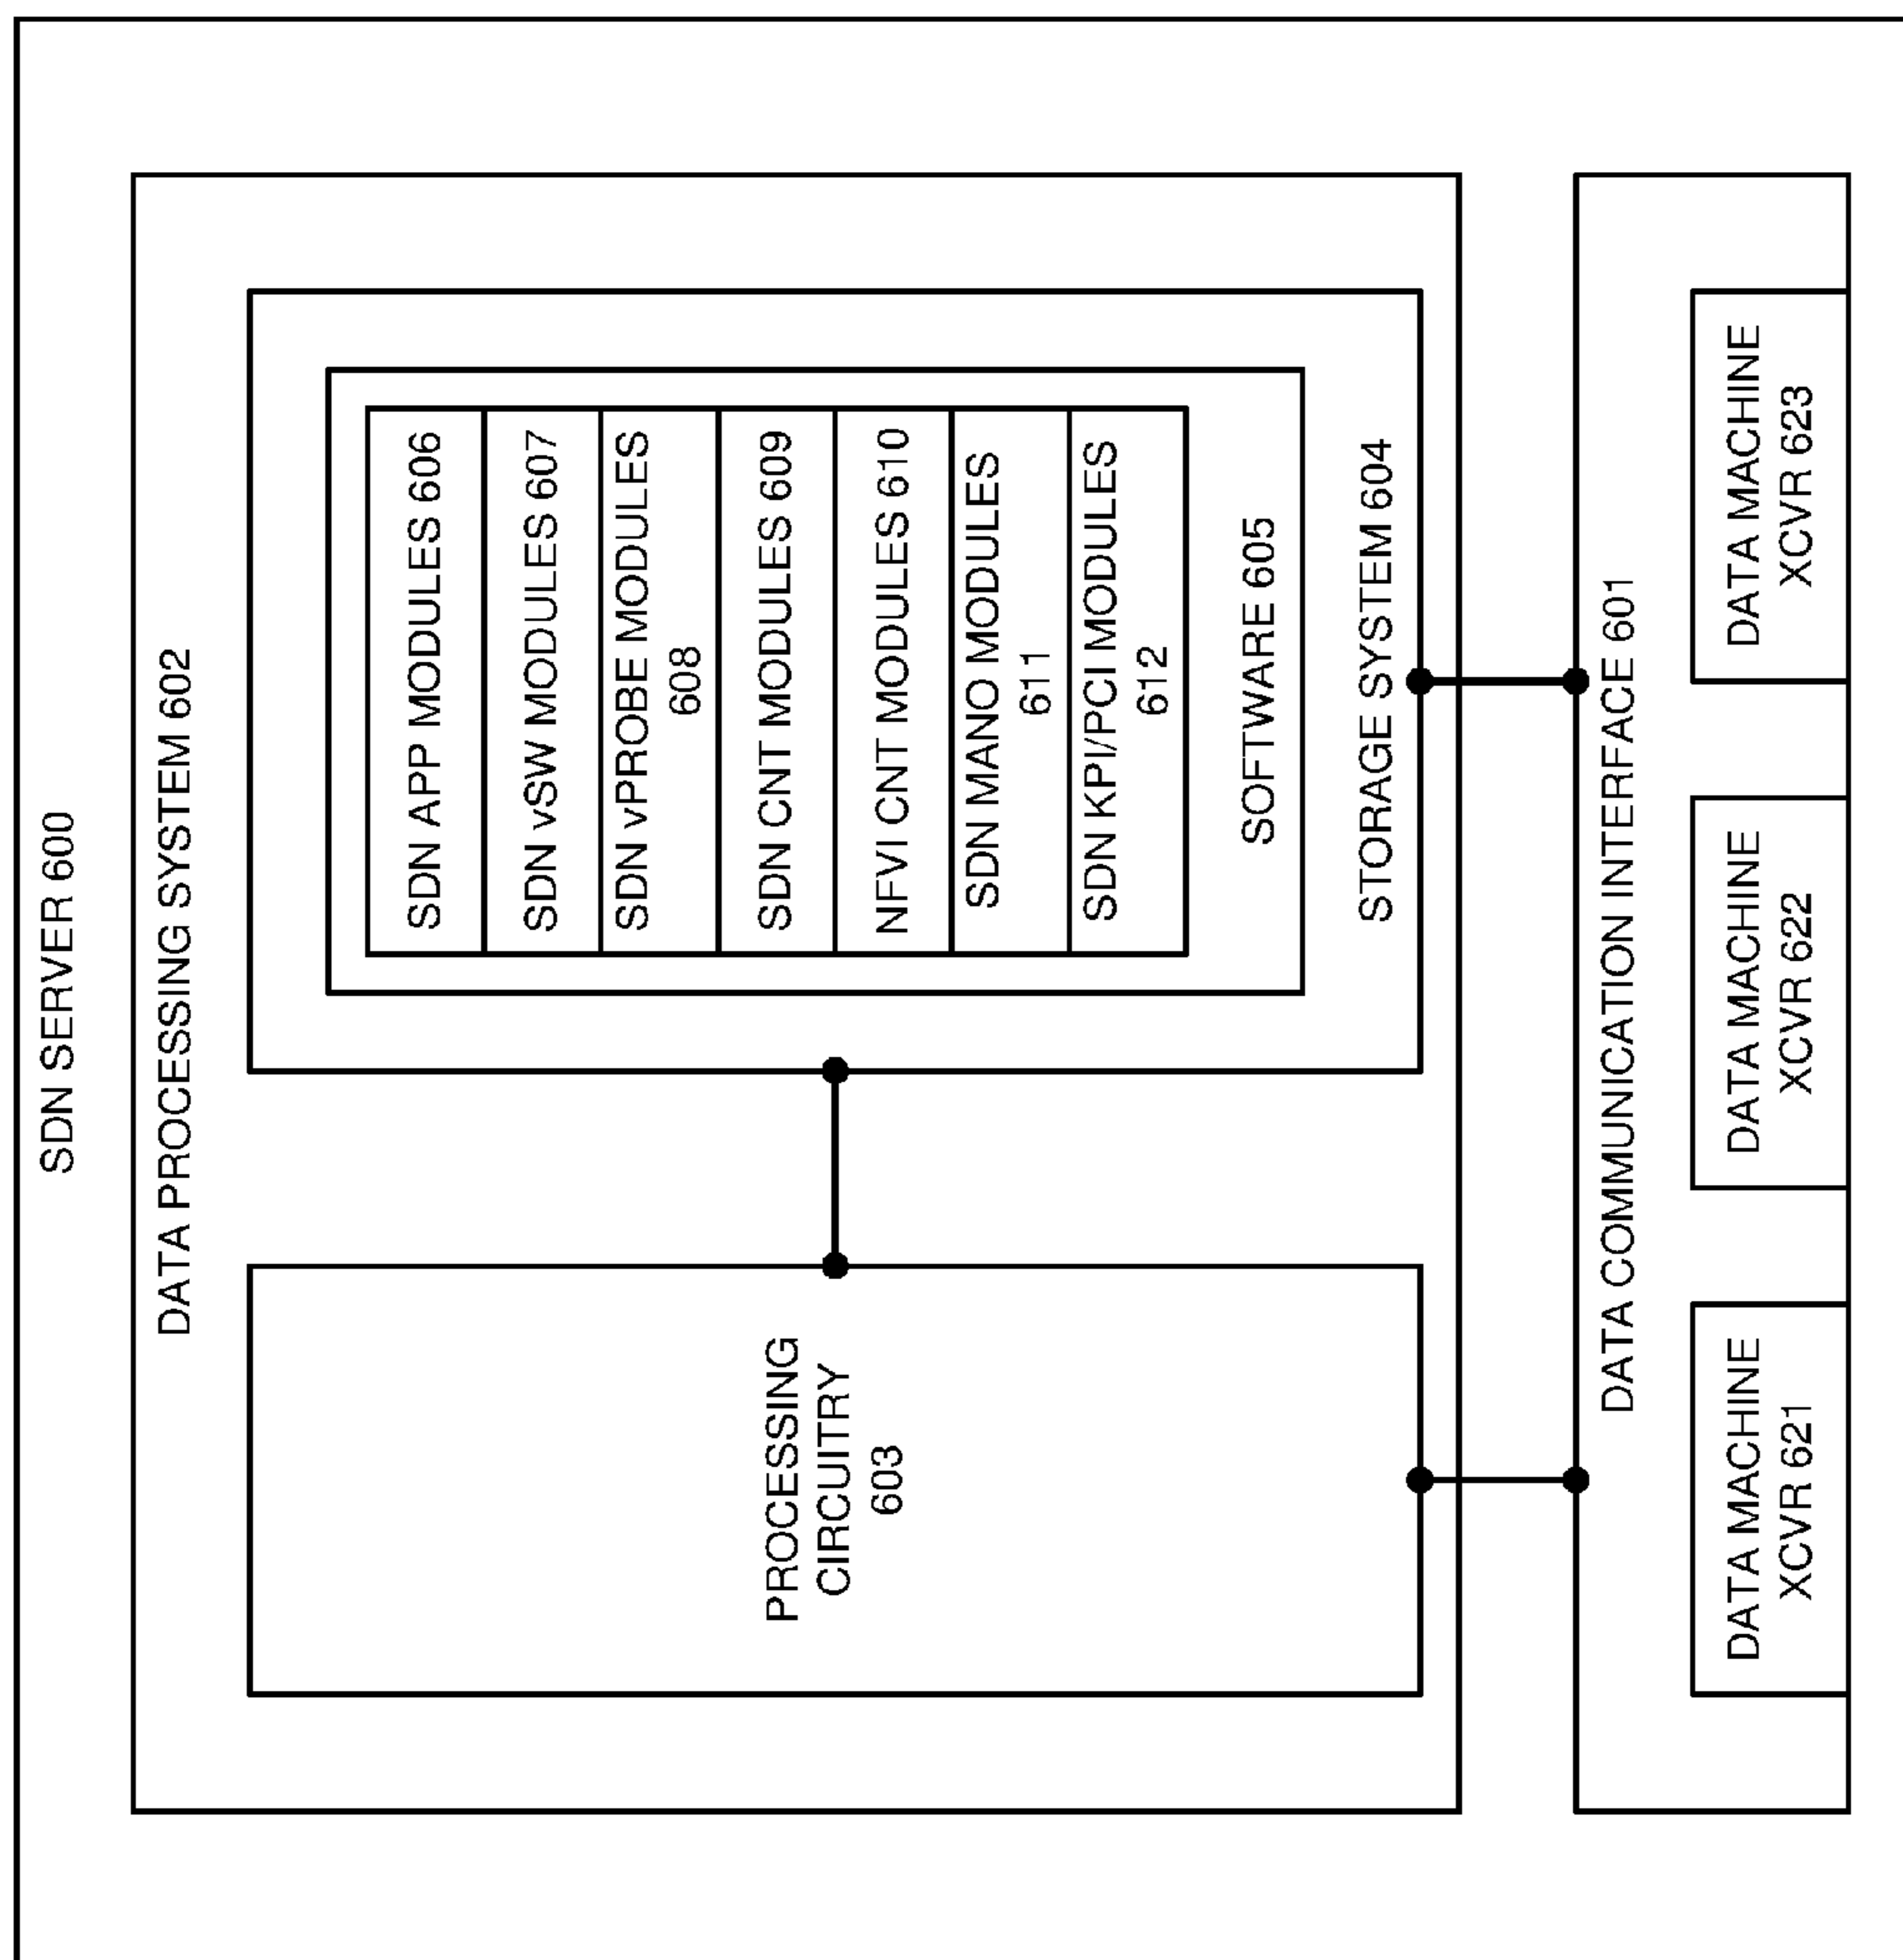 SDN SERVER 600
DATA PROCESSING SYSTEM 602
PROCESSING
CIRCUITRY
603
SDN APP MODULES 606
SDN vSW MODULES 607
SDN vPROBE MODULES
608
SDN CNT MODULES 609
NFVI CNT MODULES 610
SDN MANO MODULES
611
SDN KPI/PCI MODULES
612
SOFTWARE 605
STORAGE SYSTEM 604
DATA COMMUNICATION INTERFACE 601
DATA MACHINE
XCVR 621
DATA MACHINE
XCVR 622
DATA MACHINE
XCVR 623